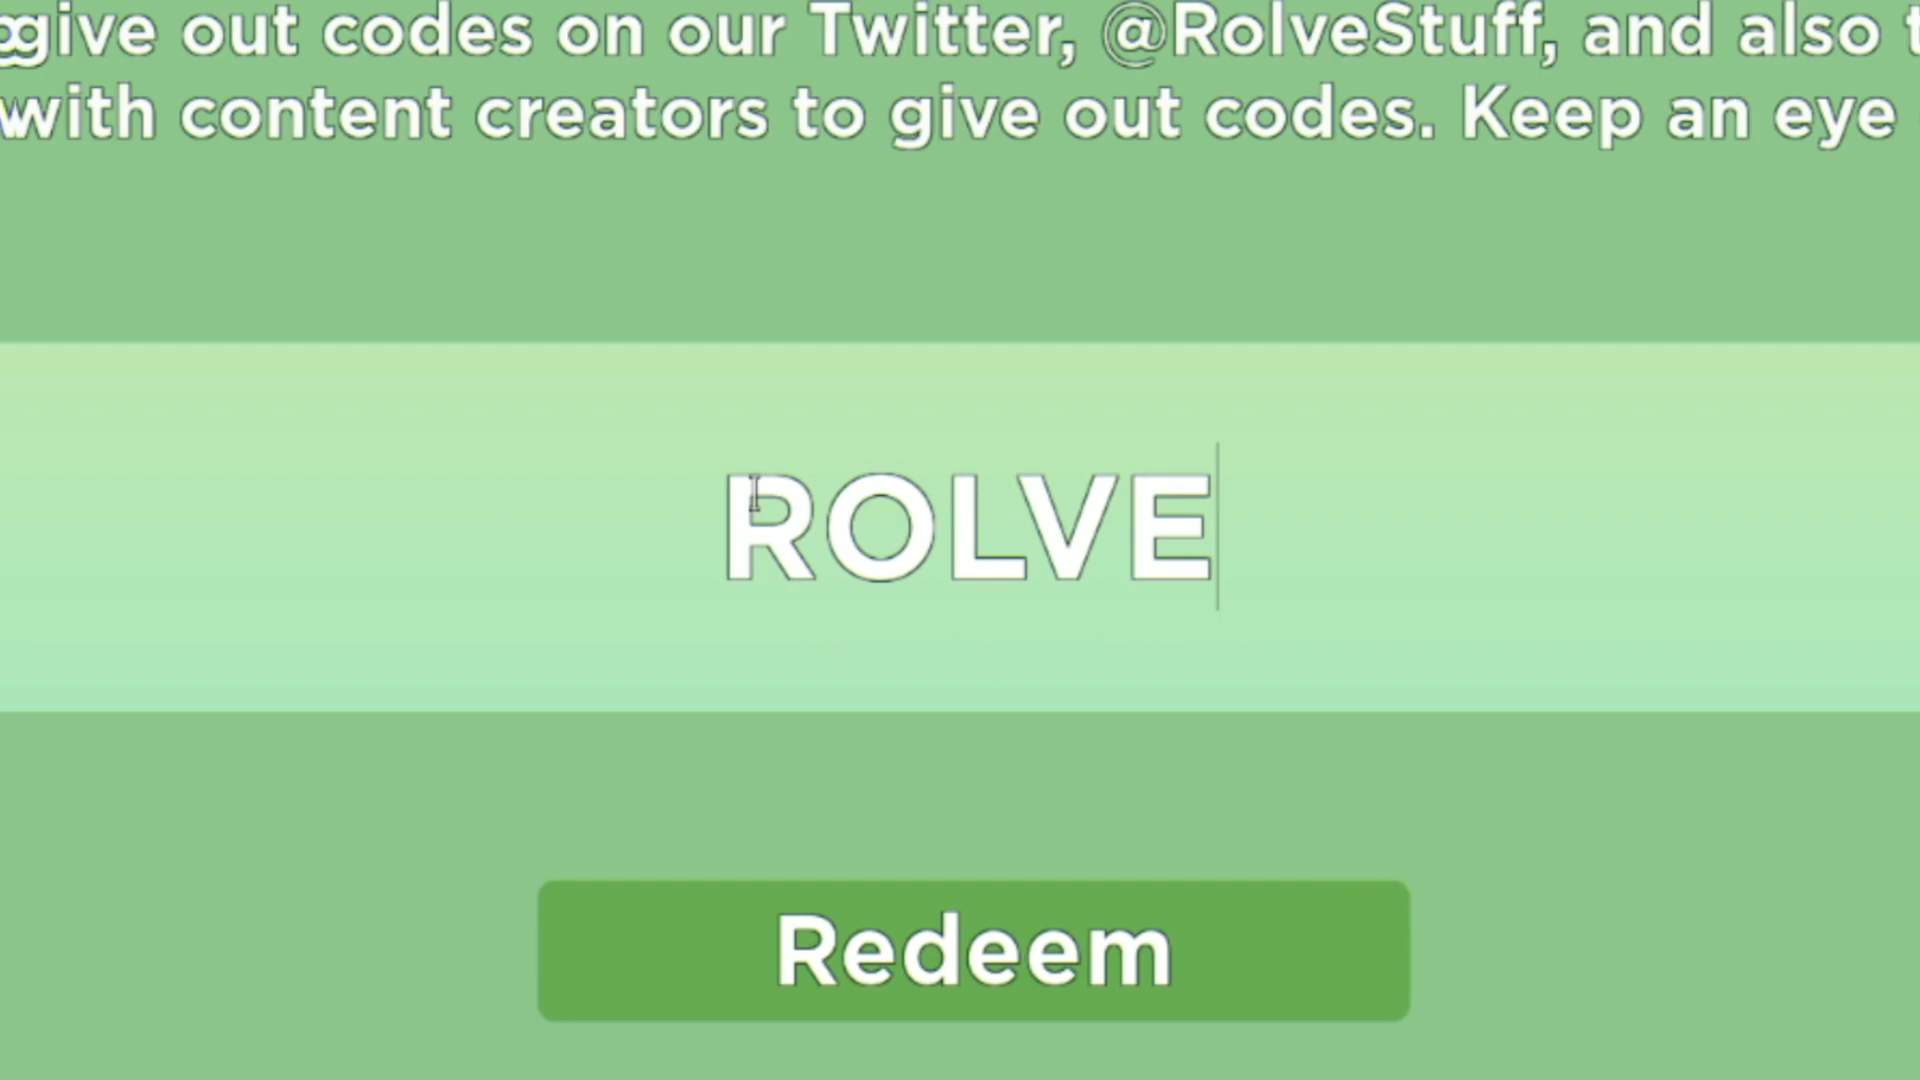 give out codes on our Twitter, @RolveStuff, and also
with content creators to give out codes. Keep an eye
ROLVE
Redeem